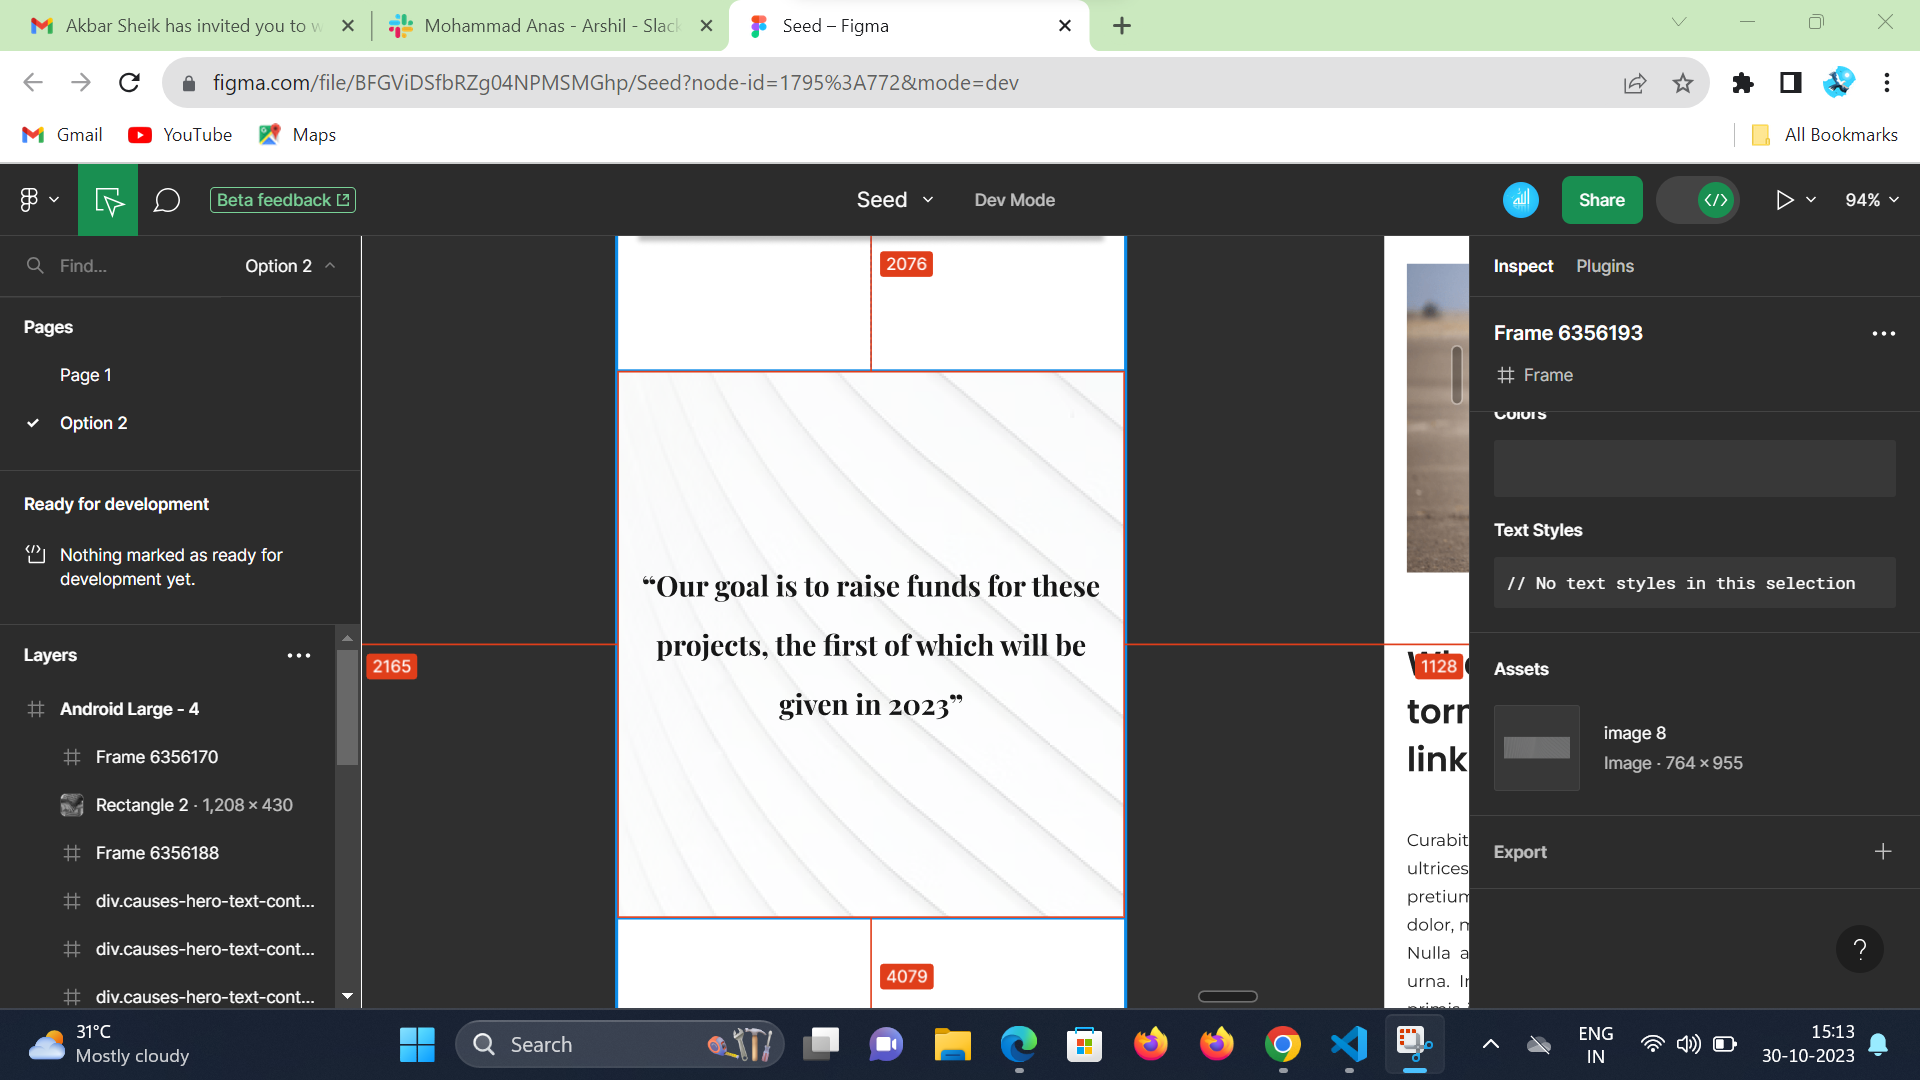 Akbar Sheik has invited you to w
Mohammad Anas - Arshil - Slack
Seed – Figma
figma.com/file/BFGViDSfbRZg04NPMSMGhp/Seed?node-id=1795%3A772&mode=dev
Gmail
YouTube
Maps
All Bookmarks
Beta feedback
Seed
Dev Mode
Share
94%
Find...
Option 2
Pages
Page 1
Option 2
Ready for development
Nothing marked as ready for
development yet.
Layers
Android Large - 4
Frame 6356170
Rectangle 2 · 1,208 × 430
Frame 6356188
div.causes-hero-text-cont...
div.causes-hero-text-cont...
div.causes-hero-text-cont...
2076
“Our goal is to raise funds for these
projects, the first of which will be
given in 2023”
2165
1128
4079
torn
link
Curabit
ultrices
pretium
dolor, m
Nulla a
urna. In
Inspect
Plugins
Frame 6356193
Frame
Colors
Text Styles
// No text styles in this selection
Assets
image 8
Image · 764 × 955
Export
?
31°C
Mostly cloudy
Search
ENG
IN
15:13
30-10-2023